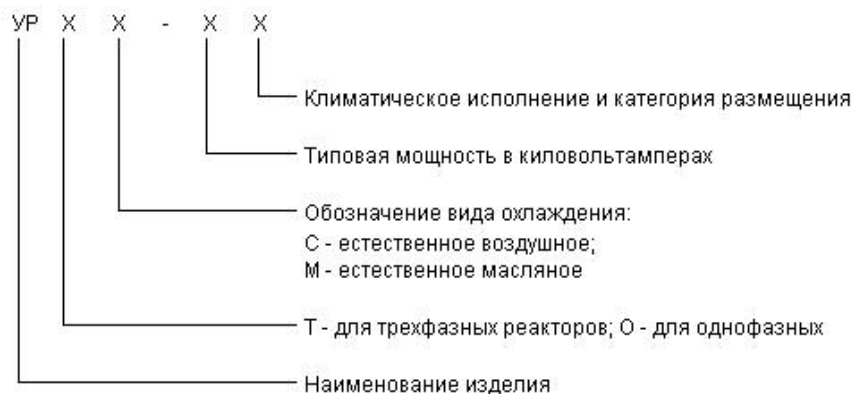 УР Х Х - Х Х
Климатическое исполнение и категория размещения
Типовая мощность в киловольтамперах
Обозначение вида охлаждения:
С - естественное воздушное;
М - естественное масляное
Т - для трехфазных реакторов; О - для однофазных
Наименование изделия